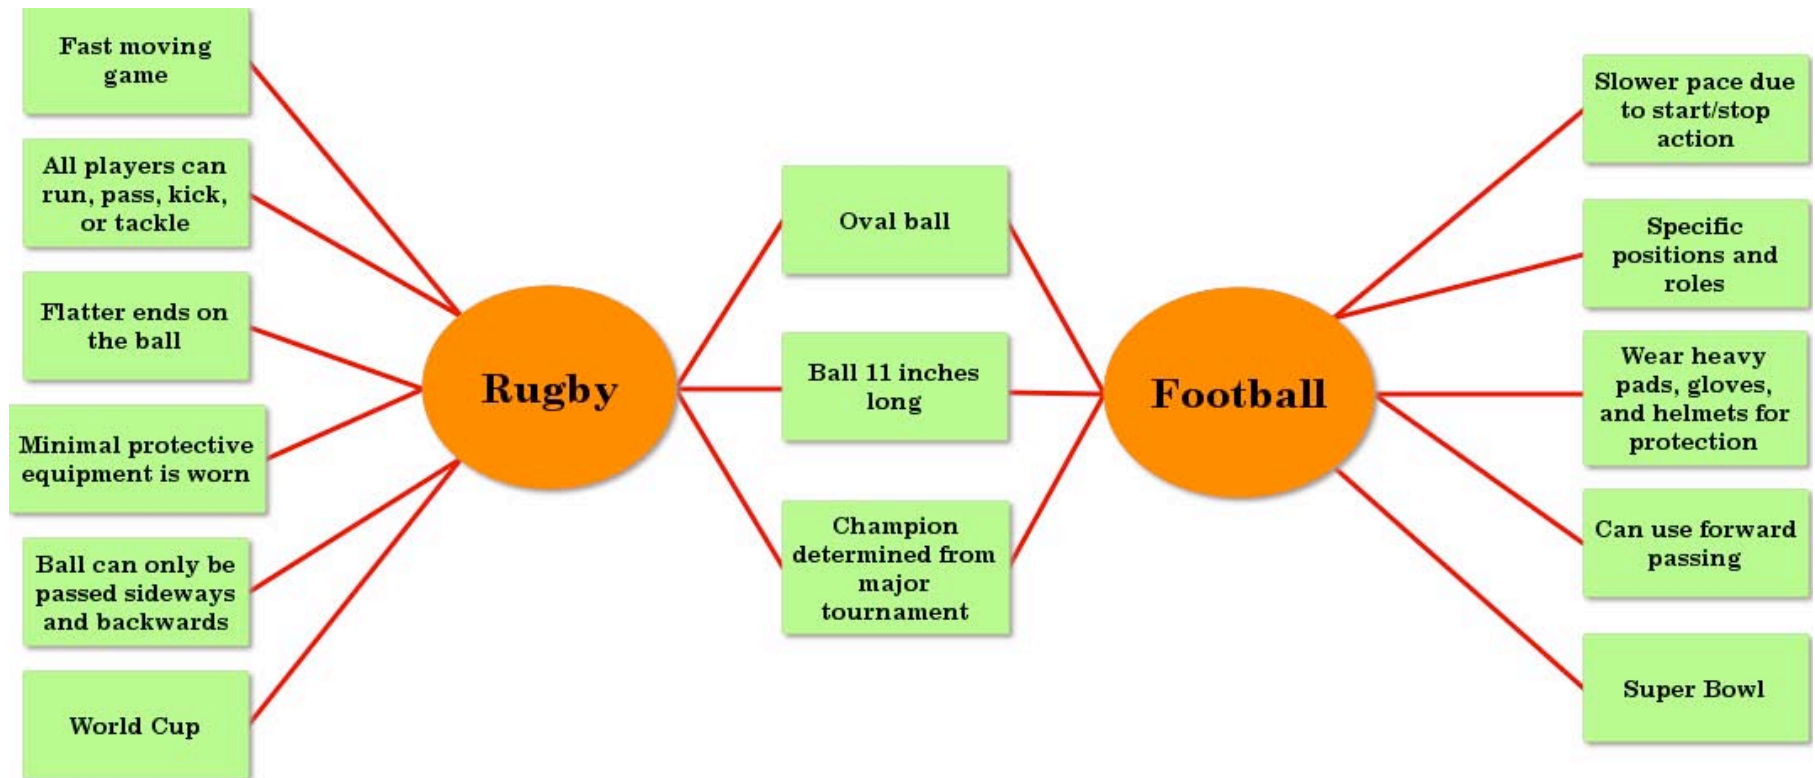 Fast moving
game
All players can
run, pass, kick,
or tackle
Flatter ends on
the ball
Minimal protective
equipment is worn
Ball can only be
passed sideways
and backwards
World Cup
Rugby
Oval ball
Ball 11 inches
long
Champion
determined from
major
tournament
Football
Slower pace due
to start/stop
action
Specific
positions and
roles
Wear heavy
pads, gloves,
and helmets for
protection
Can use forward
passing
Super Bowl